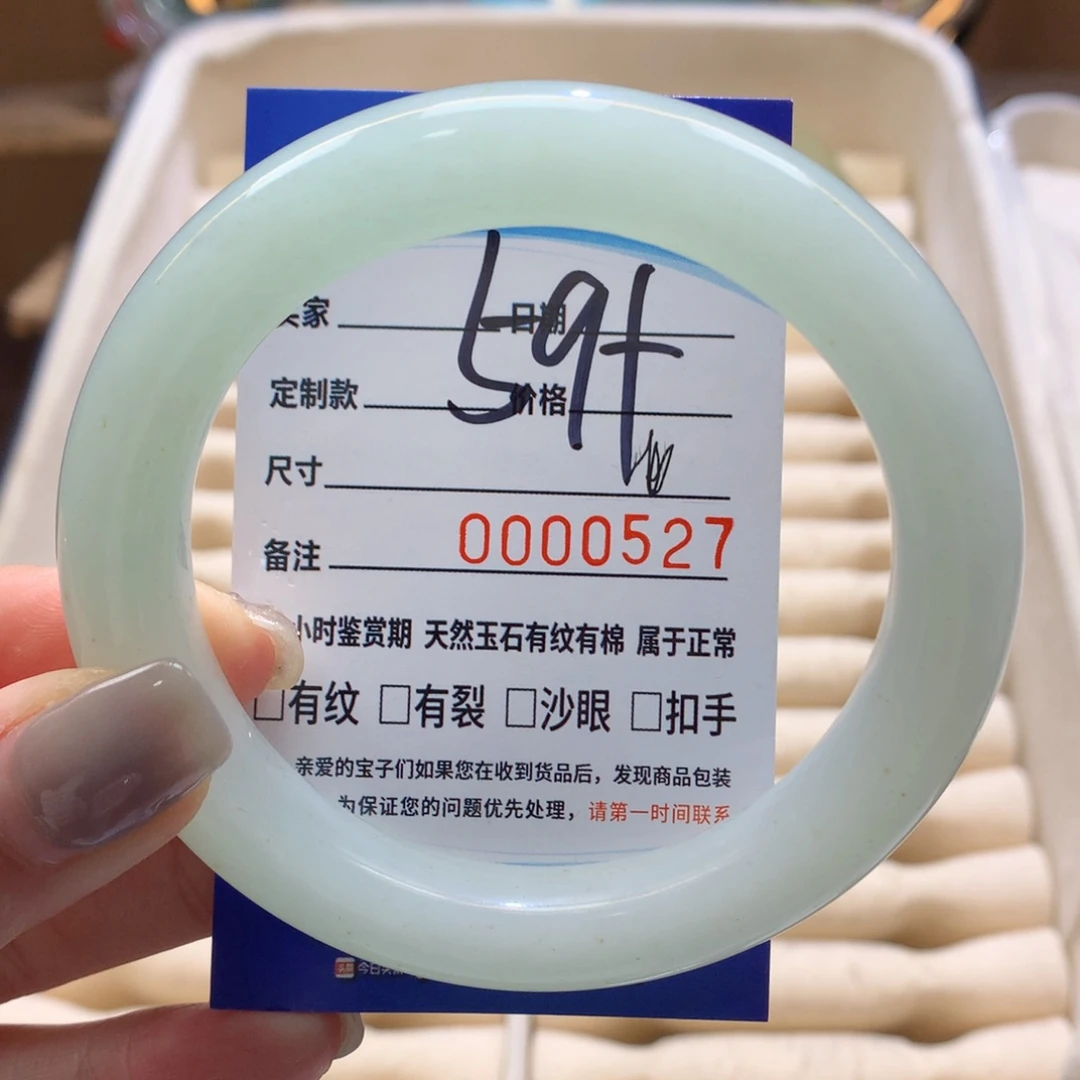 家 日期
59+
定制款 价格
尺寸
备注 0000527
小时鉴赏期 天然玉石有纹有棉 属于正常
□有纹 □有裂 □沙眼 □扣手
亲爱的宝子们如果您在收到货品后，发现商品包装
为保证您的问题优先处理，请第一时间联系
今日头